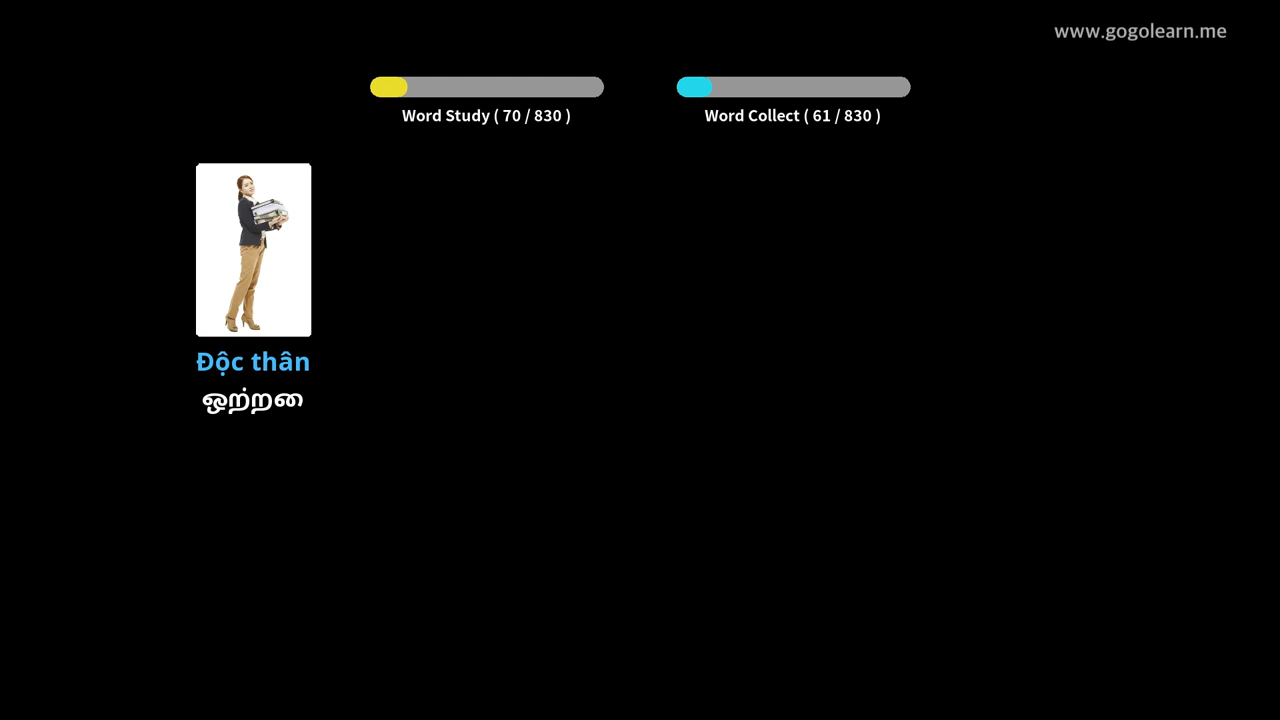 www.gogolearn.me
Word Study ( 70 / 830 )
Word Collect ( 61 / 830 )
Độc thân
ஒற்றை